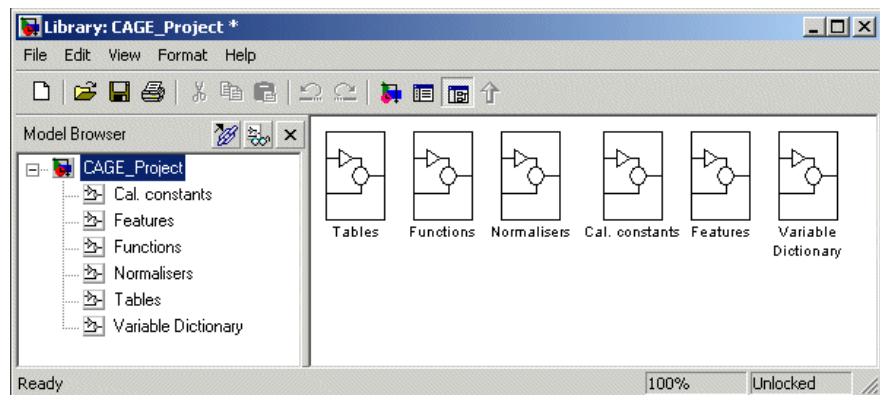 Library: CAGE_Project *
File Edit View Format Help
Model Browser
CAGE_Project
Cal. constants
Features
Functions
Normalisers
Tables
Variable Dictionary
Tables Functions Normalisers Cal. constants Features Variable
Dictionary
Ready 100% Unlocked